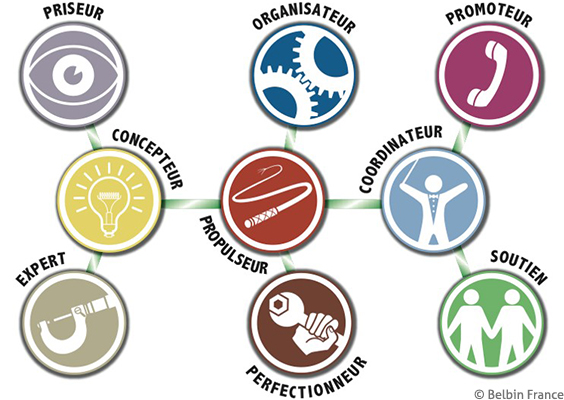 PRISEUR
ORGANISATEUR
PROMOTEUR
CONCEPTEUR
PROPULSEUR
COORDINATEUR
EXPERT
PERFECTIONNEUR
SOUTIEN
© Belbin France